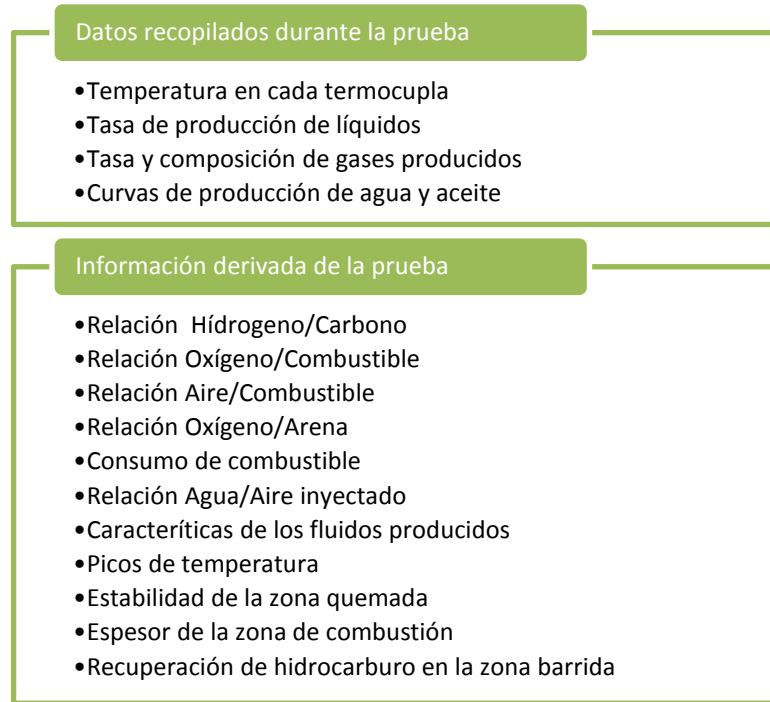 Datos recopilados durante la prueba
•Temperatura en cada termocupla
•Tasa de producción de líquidos
•Tasa y composición de gases producidos
•Curvas de producción de agua y aceite
Información derivada de la prueba
•Relación Hídrogeno/Carbono
•Relación Oxígeno/Combustible
•Relación Aire/Combustible
•Relación Oxígeno/Arena
•Consumo de combustible
•Relación Agua/Aire inyectado
•Caracteríticas de los fluidos producidos
•Picos de temperatura
•Estabilidad de la zona quemada
•Espesor de la zona de combustión
•Recuperación de hidrocarburo en la zona barrida